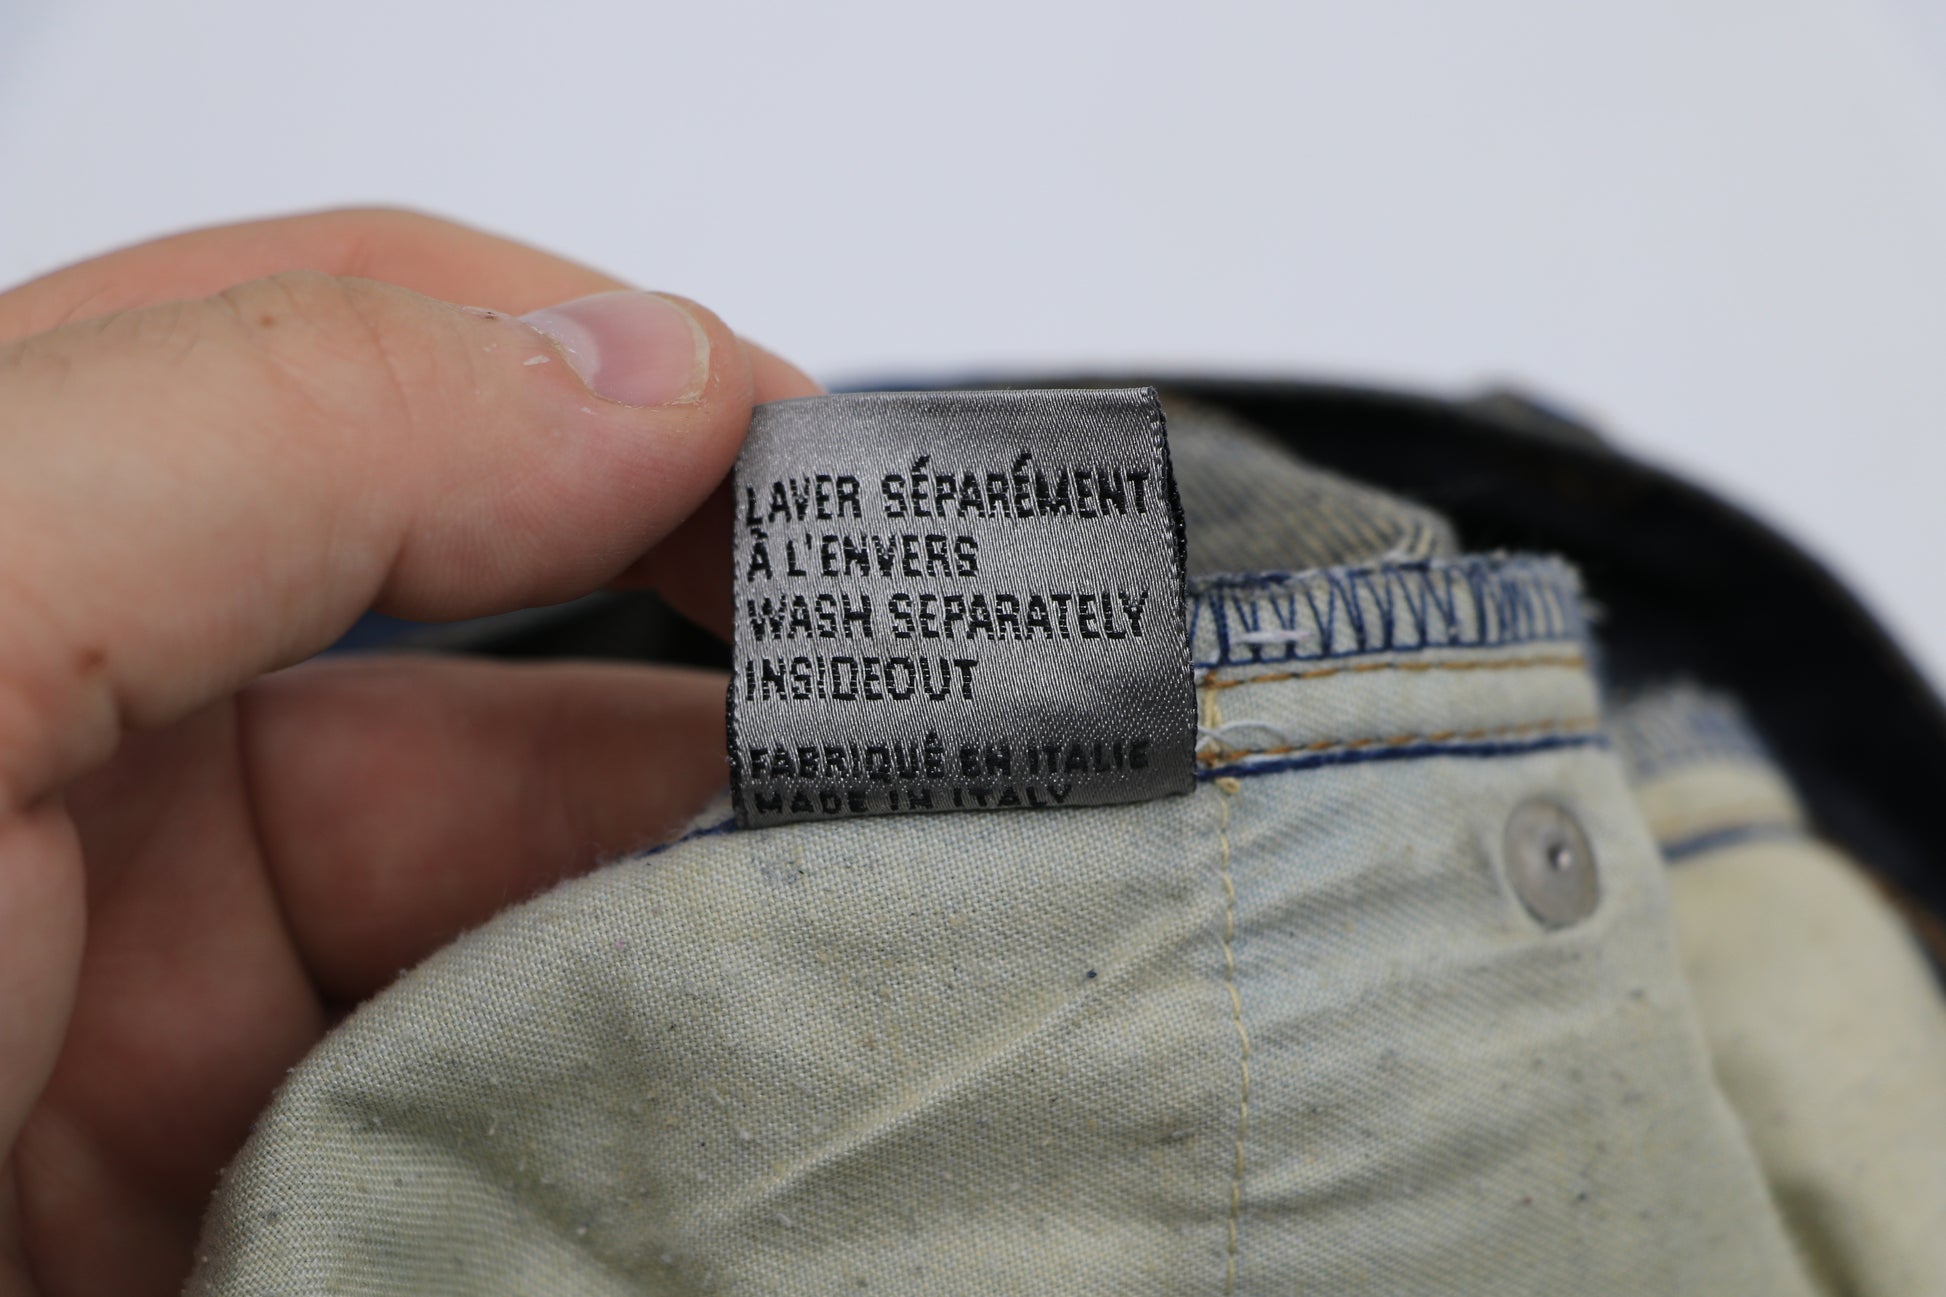 LAVER SÉPARÉMENT
À L'ENVERS
WASH SEPARATELY
INSIDEOUT
FABRIQUÉ EN ITALIE
MADE IN ITALY